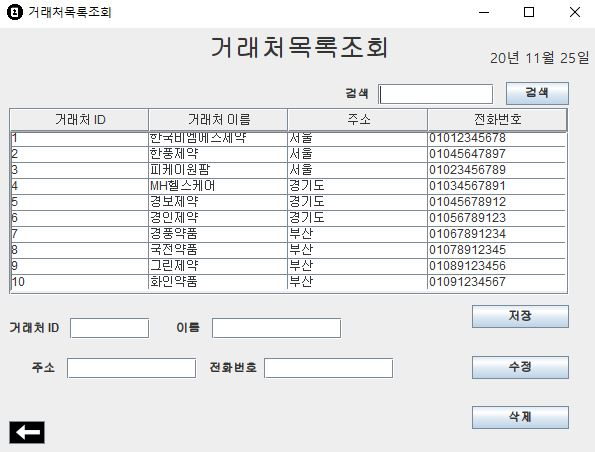 거래처목록조회
거래처목록조회
20년 11월 25일
검색 검색
거래처 ID 거래처 이름 주소 전화번호
1 한국비엠에스제약 서울 01012345678
2 한풍제약 서울 01045647897
3 피케이원팜 서울 01023456789
4 MH헬스케어 경기도 01034567891
5 경보제약 경기도 01045678912
6 경인제약 경기도 01056789123
7 경풍약품 부산 01067891234
8 국전약품 부산 01078912345
9 그린제약 부산 01089123456
10 화인약품 부산 01091234567
저장
거래처 ID 이름
주소 전화번호 수정
삭제